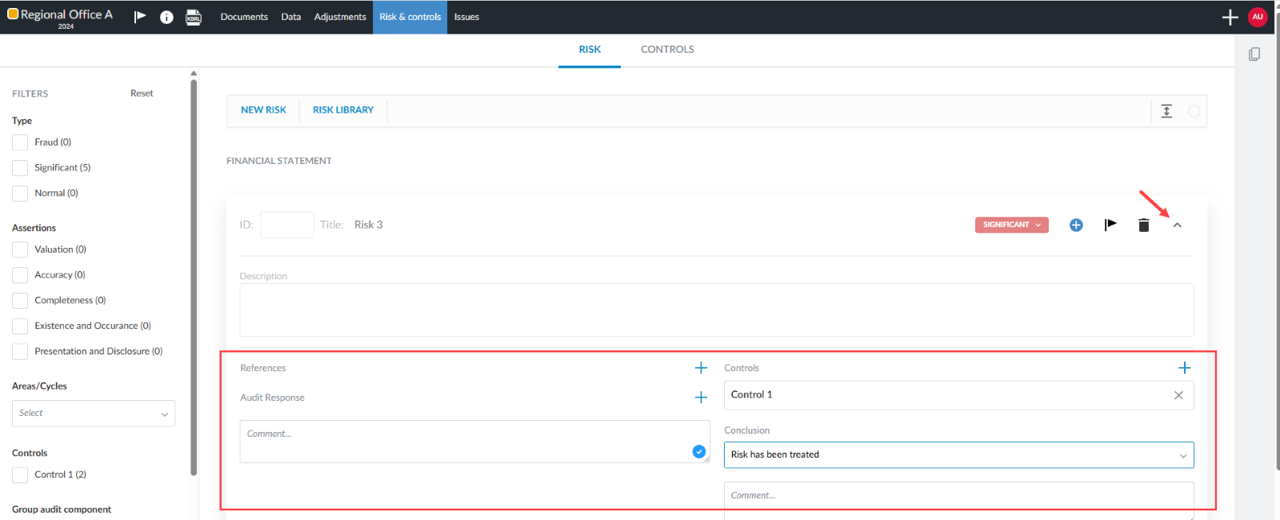 Regional Office A
2024
XBRL
Documents
Data
Adjustments
Risk & controls
Issues
AU
RISK
CONTROLS
FILTERS
Reset
Type
Fraud (0)
Significant (5)
Normal (0)
Assertions
Valuation (0)
Accuracy (0)
Completeness (0)
Existence and Occurance (0)
Presentation and Disclosure (0)
Areas/Cycles
Select
Controls
Control 1 (2)
Group audit component
NEW RISK
RISK LIBRARY
FINANCIAL STATEMENT
ID:
Title: Risk 3
SIGNIFICANT
Description
References
Audit Response
Comment...
Controls
Control 1
Conclusion
Risk has been treated
Comment...